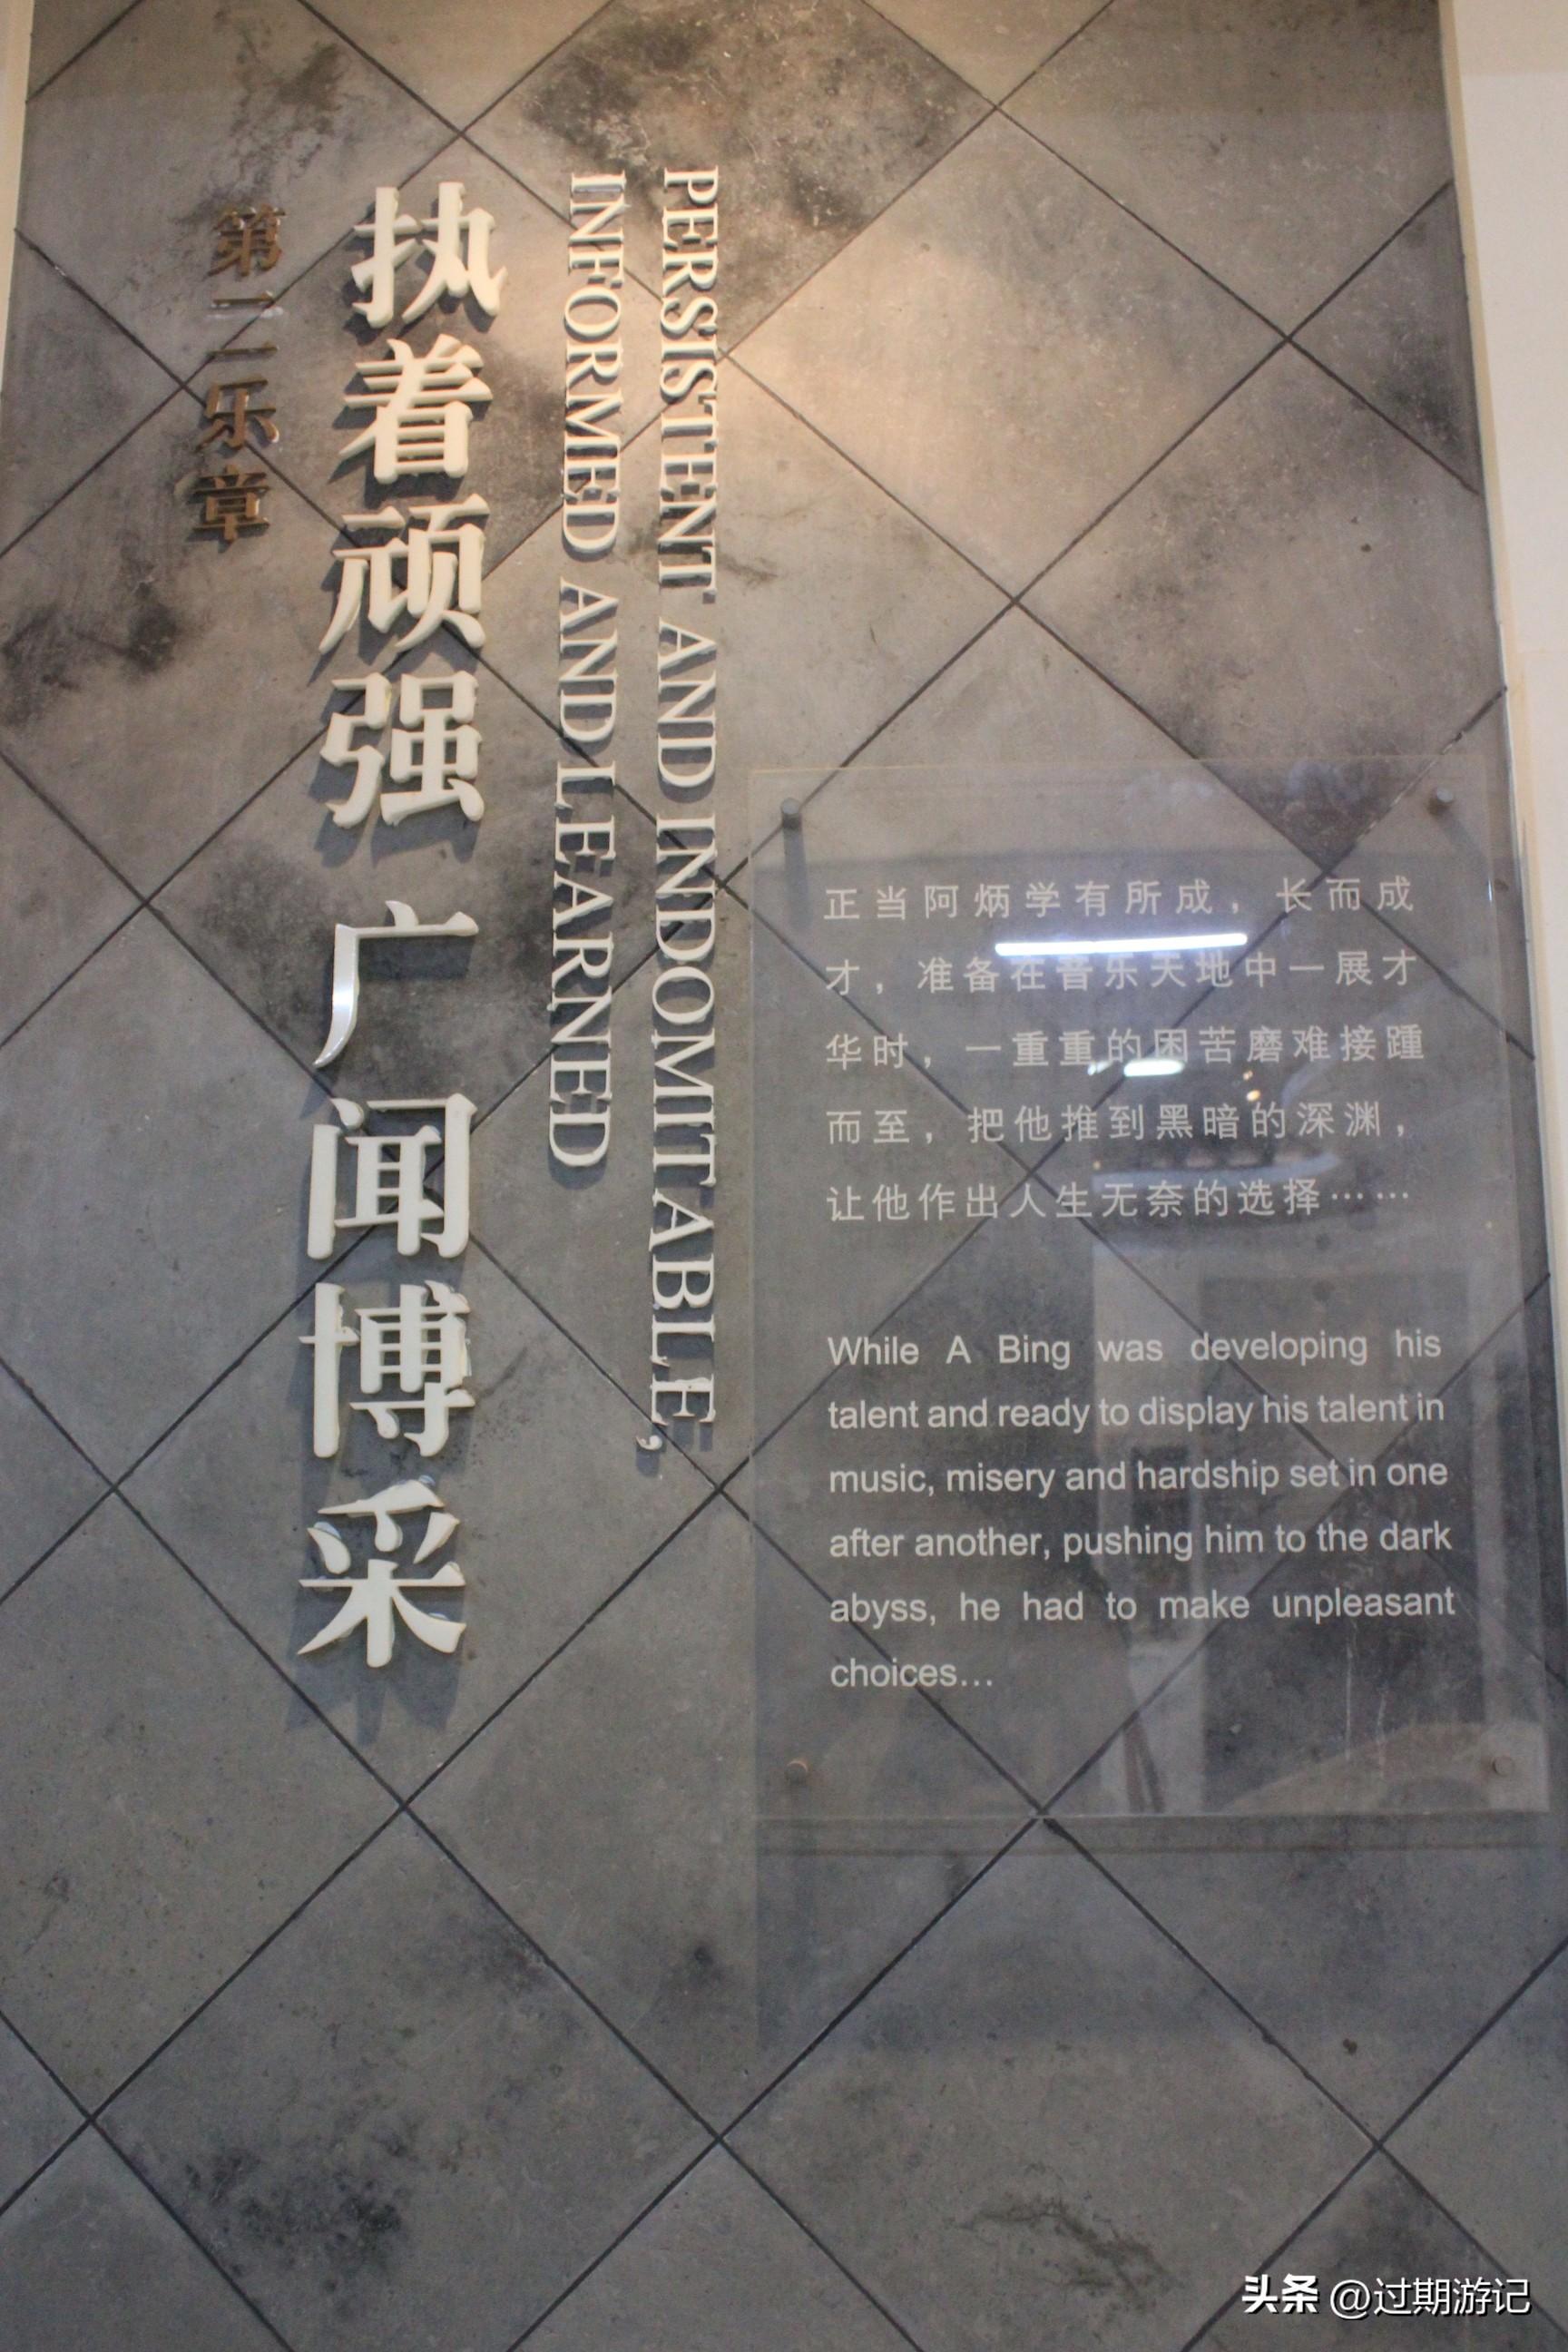 第二乐章
执着顽强 广闻博采
PERSISTENT AND INDOMITABLE,
INFORMED AND LEARNED
正当阿炳学有所成，长而成
才，准备在音乐天地中一展才
华时，一重重的困苦磨难接踵
而至，把他推到黑暗的深渊，
让他作出人生无奈的选择……
While A Bing was developing his
talent and ready to display his talent in
music, misery and hardship set in one
after another, pushing him to the dark
abyss, he had to make unpleasant
choices...
头条 @过期游记